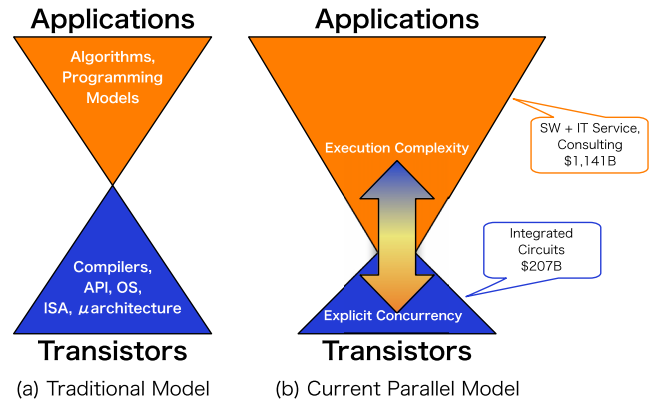 Applications
Algorithms,
Programming
Models
Compilers,
API, OS,
ISA, μarchitecture
Transistors
(a) Traditional Model
Applications
Execution Complexity
SW + IT Service,
Consulting
$1,141B
Integrated
Circuits
$207B
Explicit Concurrency
Transistors
(b) Current Parallel Model